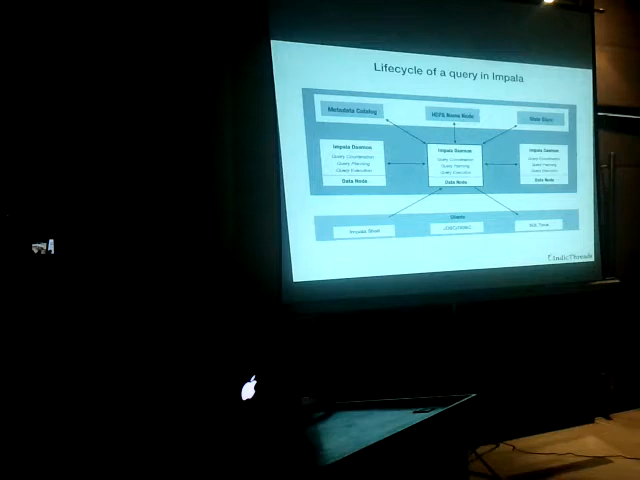 Lifecycle of a query in Impala
Metadata Catalog
HDFS Name Node
State Store
Impala Daemon
Query Coordination
Query Planning
Query Execution
Data Node
Impala Daemon
Query Coordination
Query Planning
Query Execution
Data Node
Impala Daemon
Query Coordination
Query Planning
Query Execution
Data Node
Clients
Impala Shell
JDBC/ODBC
IndicThreads